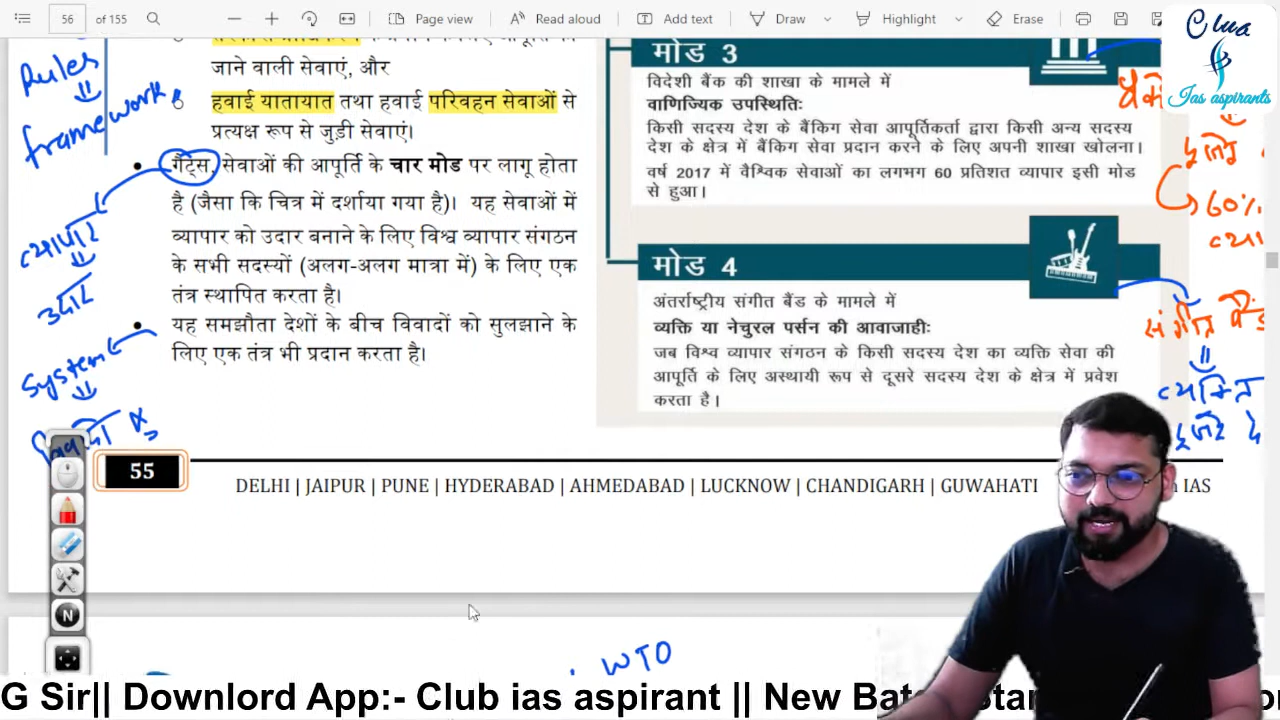 56 of 155
Page view
Read aloud
Add text
Draw
Highlight
Erase
Club
Jas aspirants
Rules
framework
जाने वाली सेवाएं, और
हवाई यातायात तथा हवाई परिवहन सेवाओं से
प्रत्यक्ष रूप से जुड़ी सेवाएं।
गैट्स, सेवाओं की आपूर्ति के चार मोड पर लागू होता
है (जैसा कि चित्र में दर्शाया गया है)। यह सेवाओं में
व्यापार को उदार बनाने के लिए विश्व व्यापार संगठन
के सभी सदस्यों (अलग-अलग मात्रा में) के लिए एक
तंत्र स्थापित करता है।
यह समझौता देशों के बीच विवादों को सुलझाने के
लिए एक तंत्र भी प्रदान करता है।
व्यापार
उदार
System
मोड 3
विदेशी बैंक की शाखा के मामले में
वाणिज्यिक उपस्थितिः
किसी सदस्य देश के बैंकिग सेवा आपूर्तिकर्ता द्वारा किसी अन्य सदस्य
देश के क्षेत्र में बैंकिग सेवा प्रदान करने के लिए अपनी शाखा खोलना।
वर्ष 2017 में वैश्विक सेवाओं का लगभग 60 प्रतिशत व्यापार इसी मोड
से हुआ।
60%
मोड 4
अंतर्राष्ट्रीय संगीत बैंड के मामले में
व्यक्ति या नेचुरल पर्सन की आवाजाहीः
जब विश्व व्यापार संगठन के किसी सदस्य देश का व्यक्ति सेवा की
आपूर्ति के लिए अस्थायी रूप से दूसरे सदस्य देश के क्षेत्र में प्रवेश
करता है।
55
DELHI | JAIPUR | PUNE | HYDERABAD | AHMEDABAD | LUCKNOW | CHANDIGARH | GUWAHATI
IAS
WTO
G Sir|| Downlord App:- Club ias aspirant || New